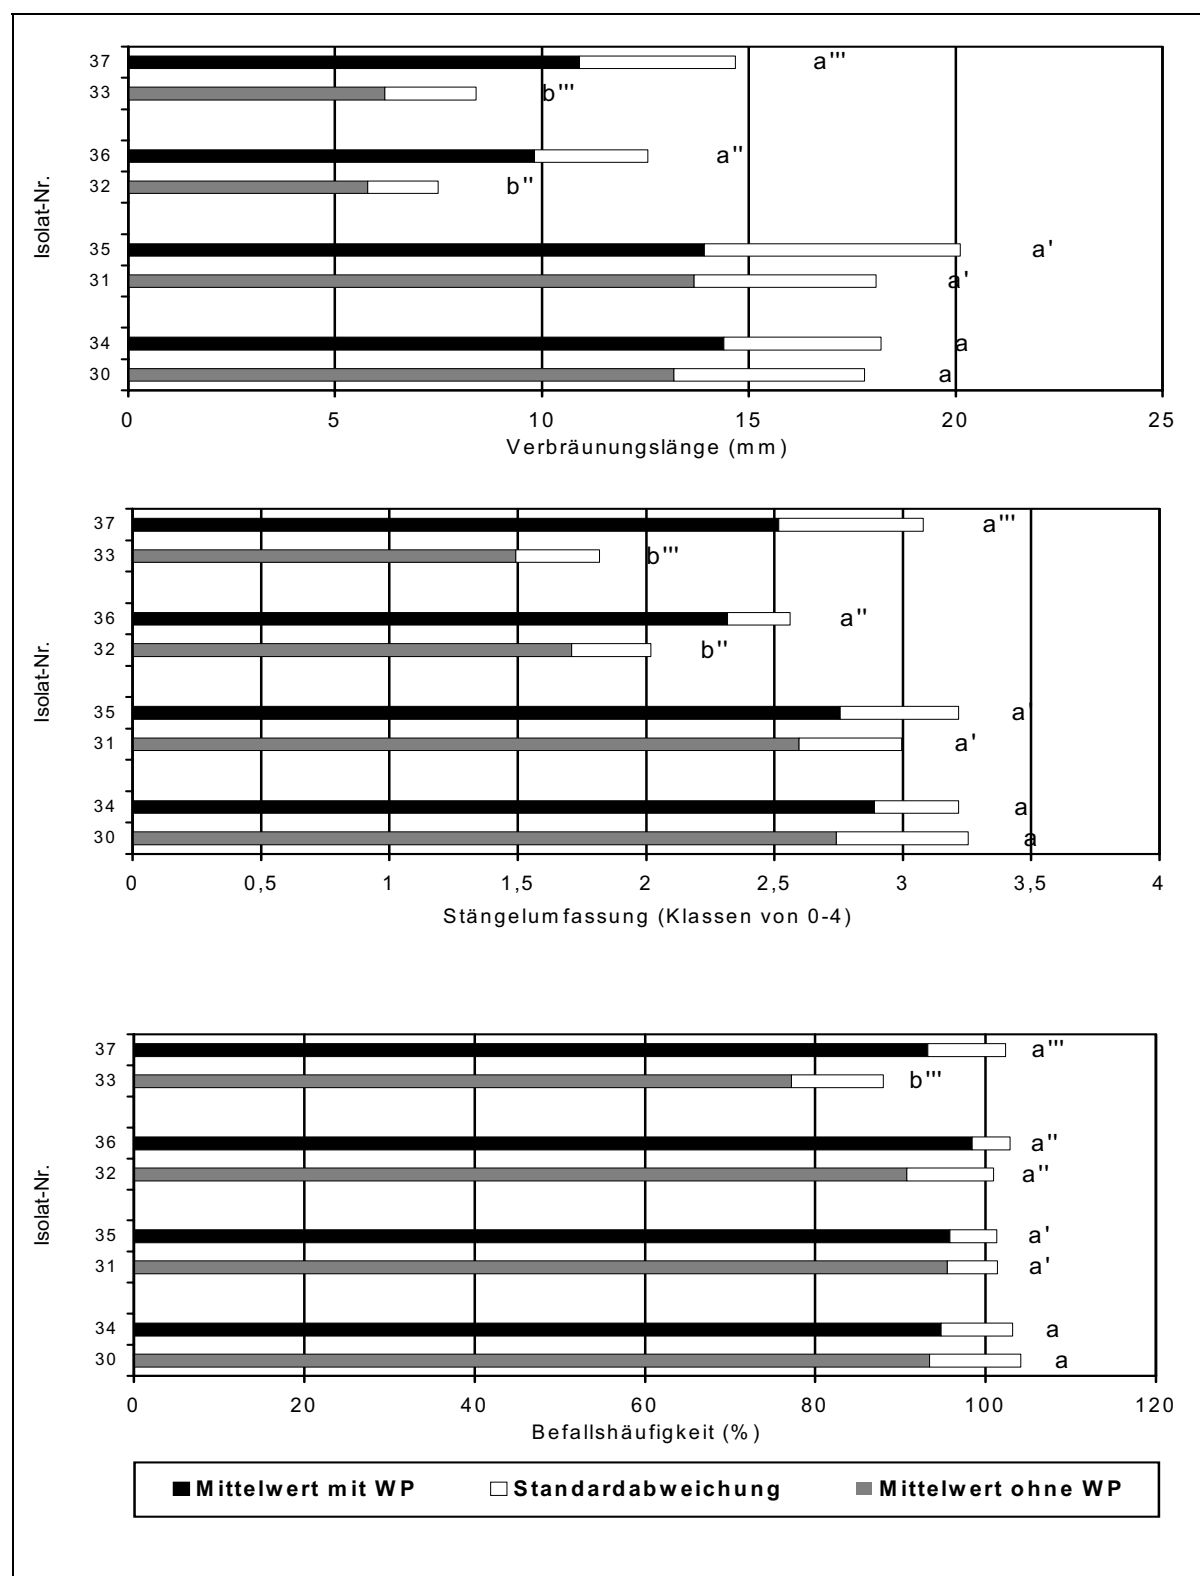 37 a'''
33 b'''
36 a''
32 b''
35 a'
31 a'
34 a
30 a
Isolat-Nr.
0 5 10 15 20 25
Verbräunungslänge (mm)
37 a'''
33 b'''
36 a''
32 b''
35 a'
31 a'
34 a
30 a
Isolat-Nr.
0 0,5 1 1,5 2 2,5 3 3,5 4
Stängelumfassung (Klassen von 0-4)
37 a'''
33 b'''
36 a''
32 a''
35 a'
31 a'
34 a
30 a
Isolat-Nr.
0 20 40 60 80 100 120
Befallshäufigkeit (%)
Mittelwert mit WP Standardabweichung Mittelwert ohne WP